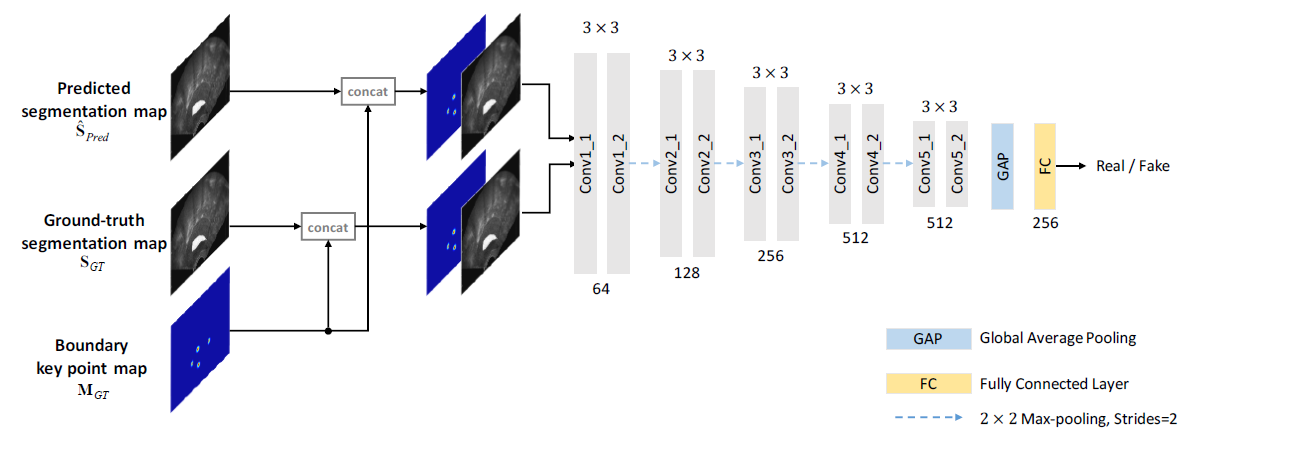 Predicted
segmentation map
Ŝ_Pred
Ground-truth
segmentation map
S_GT
Boundary
key point map
M_GT
concat
concat
3 × 3
Conv1_1
Conv1_2
64
3 × 3
Conv2_1
Conv2_2
128
3 × 3
Conv3_1
Conv3_2
256
3 × 3
Conv4_1
Conv4_2
512
3 × 3
Conv5_1
Conv5_2
512
GAP
FC
256
Real / Fake
GAP Global Average Pooling
FC Fully Connected Layer
2 × 2 Max-pooling, Strides=2